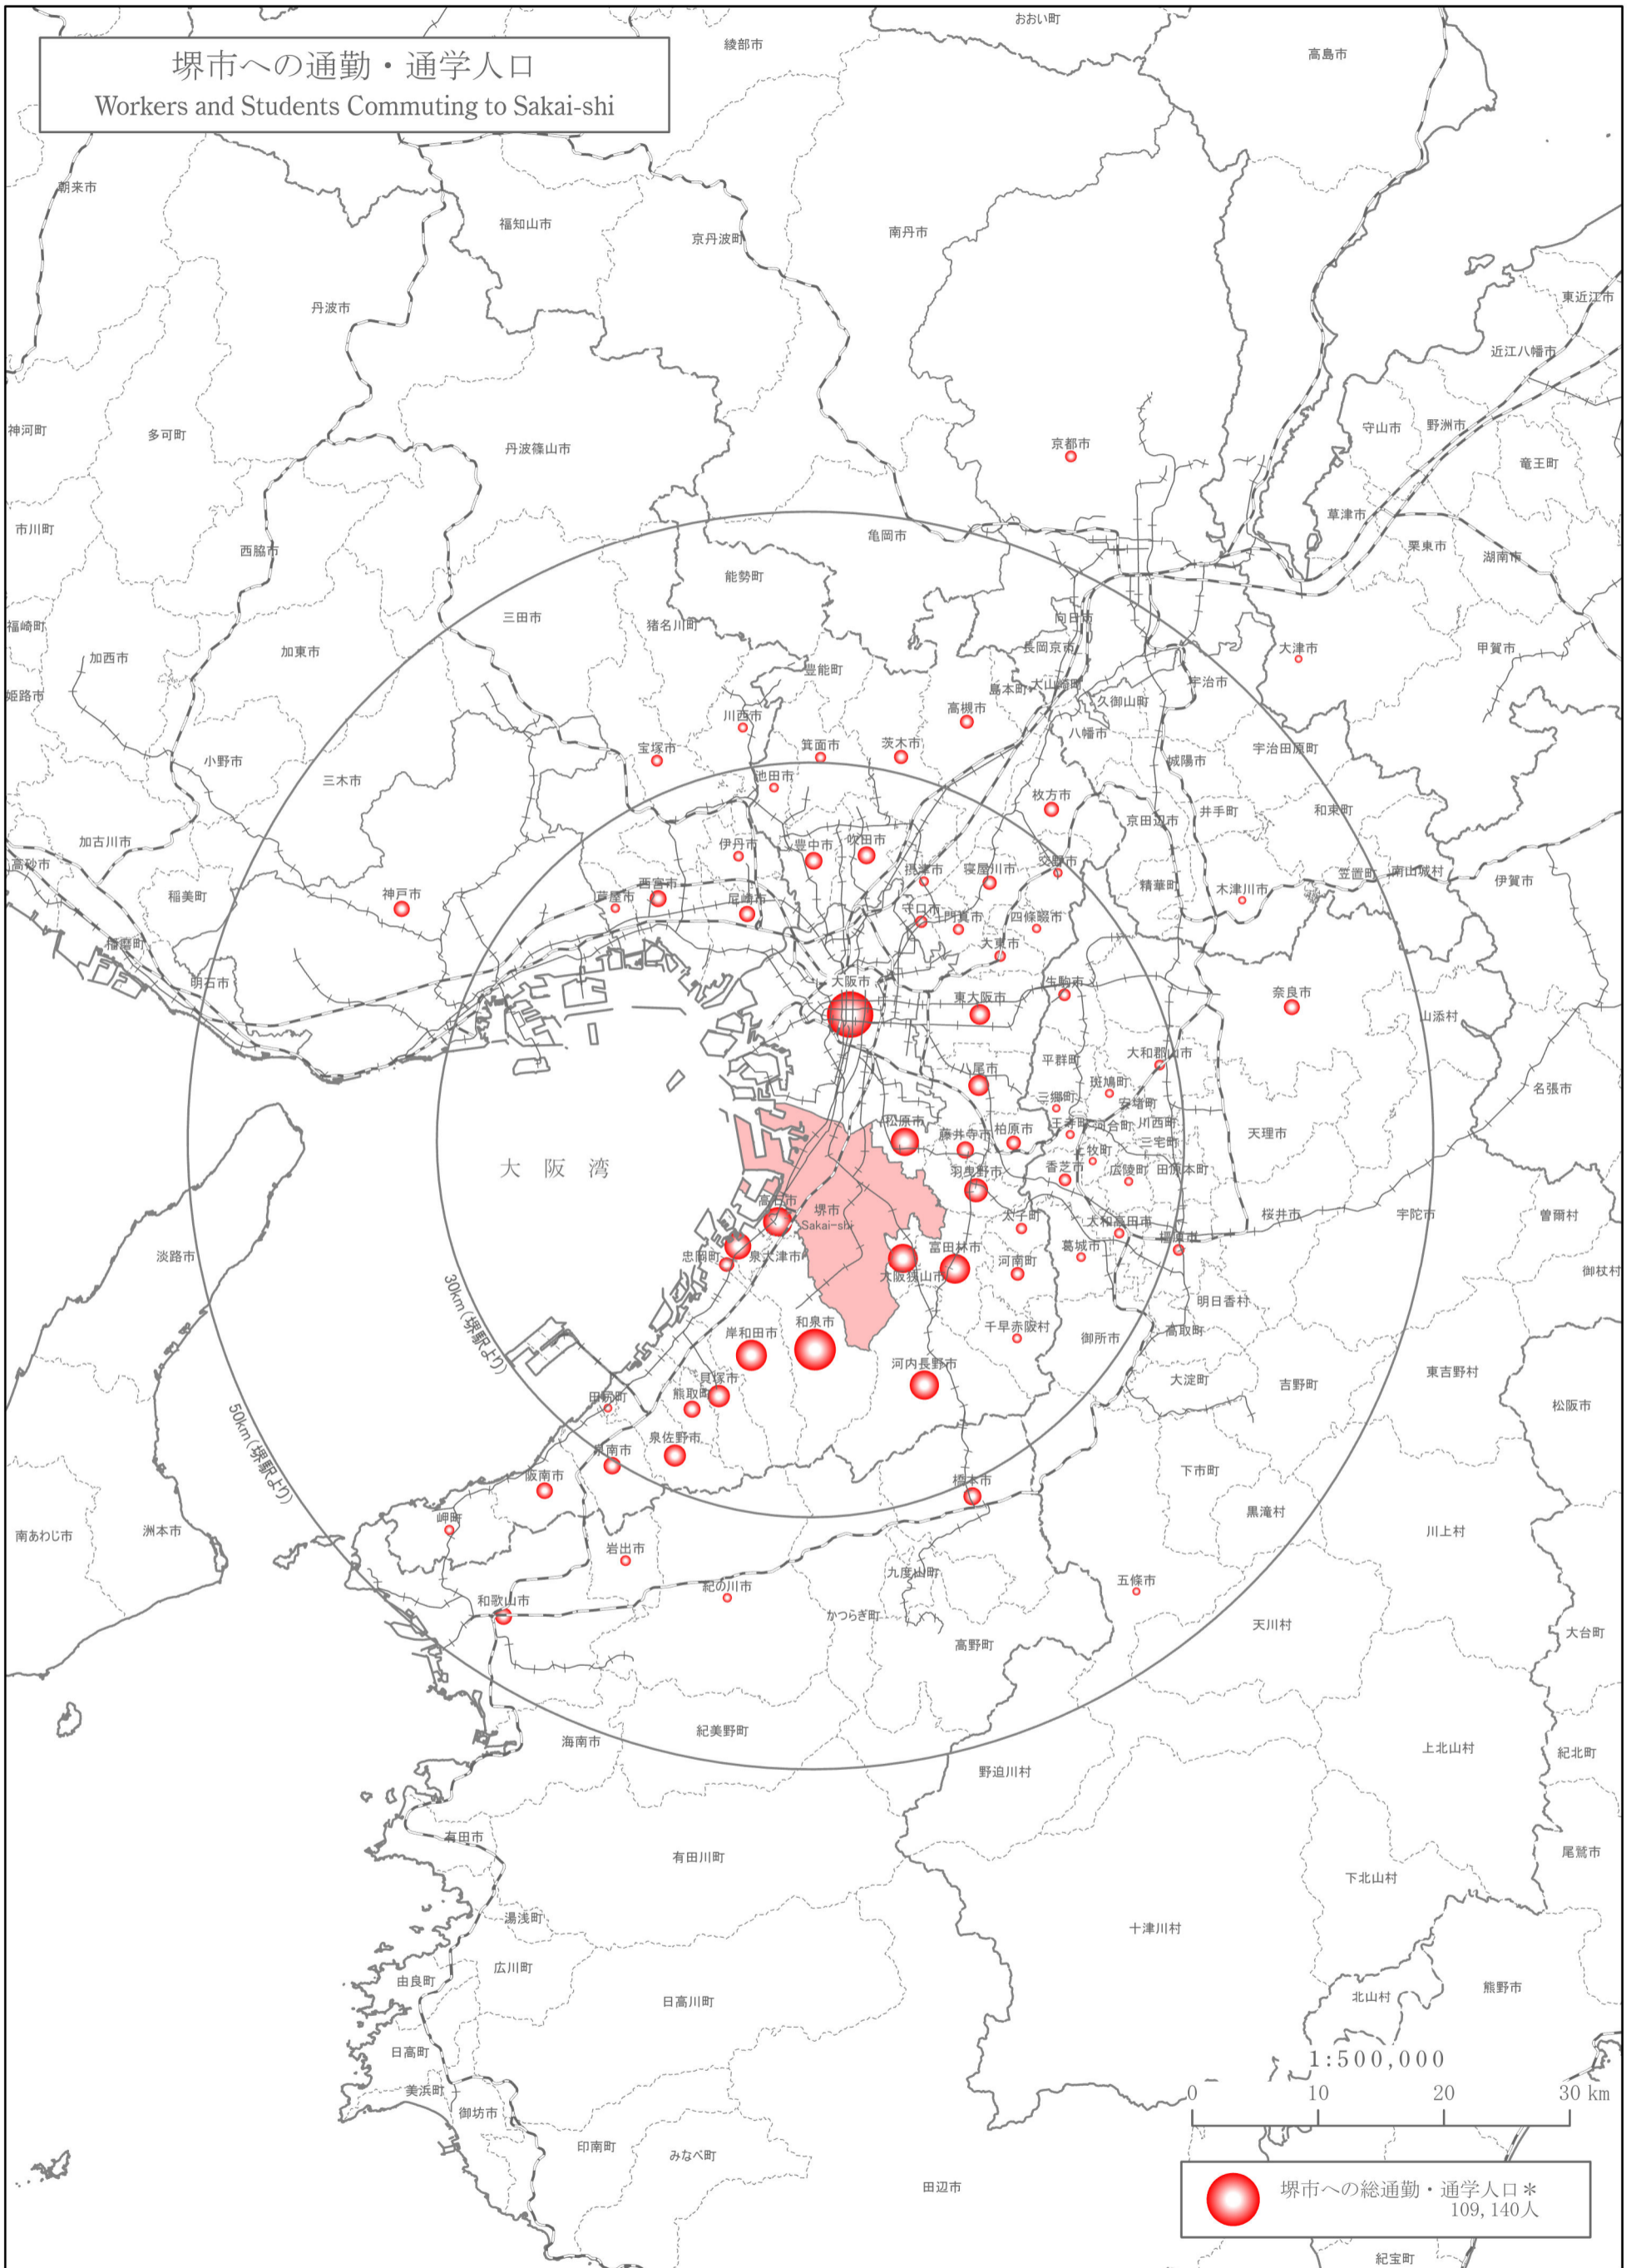 堺市への通勤・通学人口
Workers and Students Commuting to Sakai-shi
おおい町
綾部市
高島市
朝来市
福知山市
京丹波町
南丹市
丹波市
東近江市
近江八幡市
神河町
多可町
丹波篠山市
京都市
守山市
野洲市
竜王町
市川町
西脇市
亀岡市
草津市
栗東市
湖南市
能勢町
福崎町
加西市
加東市
三田市
猪名川町
向日市
長岡京市
大津市
甲賀市
姫路市
豊能町
島本町
大山崎町
宇治市
久御山町
川西市
高槻市
八幡市
小野市
宝塚市
箕面市
茨木市
城陽市
宇治田原町
三木市
池田市
枚方市
京田辺市
井手町
和束町
加古川市
高砂市
伊丹市
豊中市
吹田市
摂津市
寝屋川市
交野市
稲美町
神戸市
芦屋市
西宮市
尼崎市
精華町
木津川市
笠置町
南山城村
伊賀市
守口市
門真市
四條畷市
播磨町
大東市
明石市
大阪市
東大阪市
生駒市
奈良市
山添村
八尾市
平群町
大和郡山市
斑鳩町
名張市
三郷町
安堵町
松原市
藤井寺市
柏原市
王寺町
河合町
川西町
三宅町
天理市
大阪湾
上牧町
羽曳野市
香芝市
広陵町
田原本町
高石市
堺市
Sakai-shi
太子町
大和高田市
桜井市
宇陀市
曽爾村
淡路市
忠岡町
泉大津市
大阪狭山市
富田林市
河南町
葛城市
橿原市
御杖村
30km(堺駅より)
明日香村
岸和田市
和泉市
千早赤阪村
御所市
高取町
河内長野市
東吉野村
貝塚市
熊取町
大淀町
吉野町
田尻町
松阪市
50km(堺駅より)
泉佐野市
泉南市
阪南市
橋本市
下市町
黒滝村
南あわじ市
洲本市
岬町
川上村
岩出市
九度山町
紀の川市
五條市
和歌山市
かつらぎ町
天川村
大台町
高野町
海南市
紀美野町
上北山村
紀北町
野迫川村
有田市
有田川町
尾鷲市
下北山村
湯浅町
十津川村
広川町
由良町
日高川町
北山村
熊野市
日高町
1:500,000
美浜町
0 10 20 30 km
御坊市
印南町
みなべ町
田辺市
堺市への総通勤・通学人口＊
109,140人
紀宝町